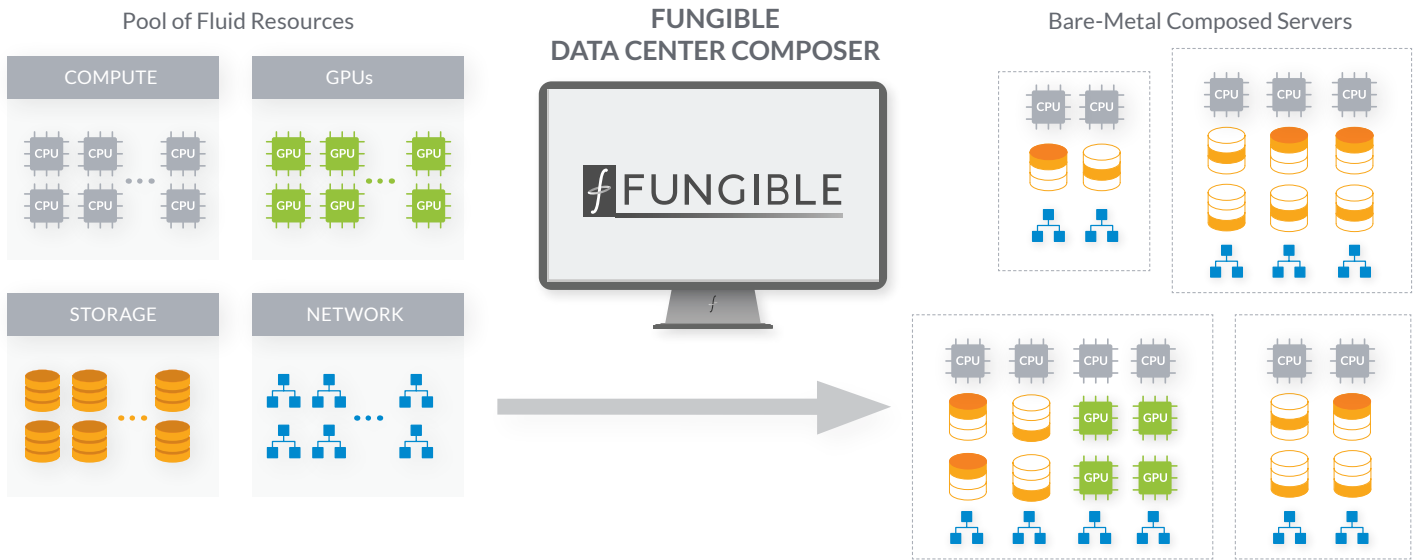 Pool of Fluid Resources
COMPUTE
GPUs
CPU CPU CPU
GPU GPU GPU
CPU CPU CPU
GPU GPU GPU
STORAGE
NETWORK
FUNGIBLE
DATA CENTER COMPOSER
FUNGIBLE
Bare-Metal Composed Servers
CPU CPU
CPU CPU CPU
CPU CPU CPU CPU
GPU GPU
GPU GPU
CPU CPU